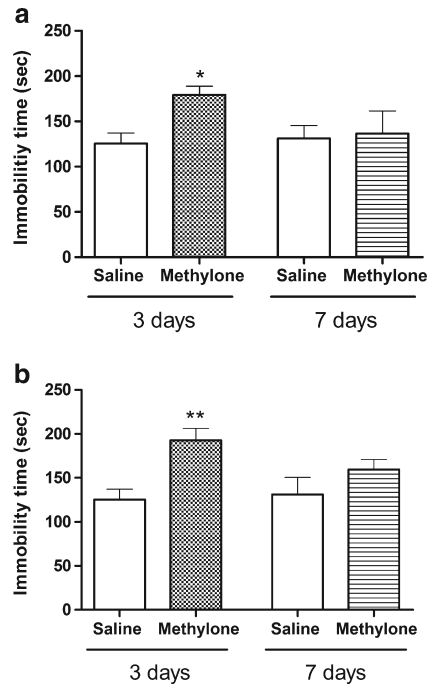 a
Immobilitiy time (sec)
250
200
150
100
50
0
*
Saline Methylone Saline Methylone
3 days 7 days
b
Immobility time (sec)
250
200
150
100
50
0
**
Saline Methylone Saline Methylone
3 days 7 days